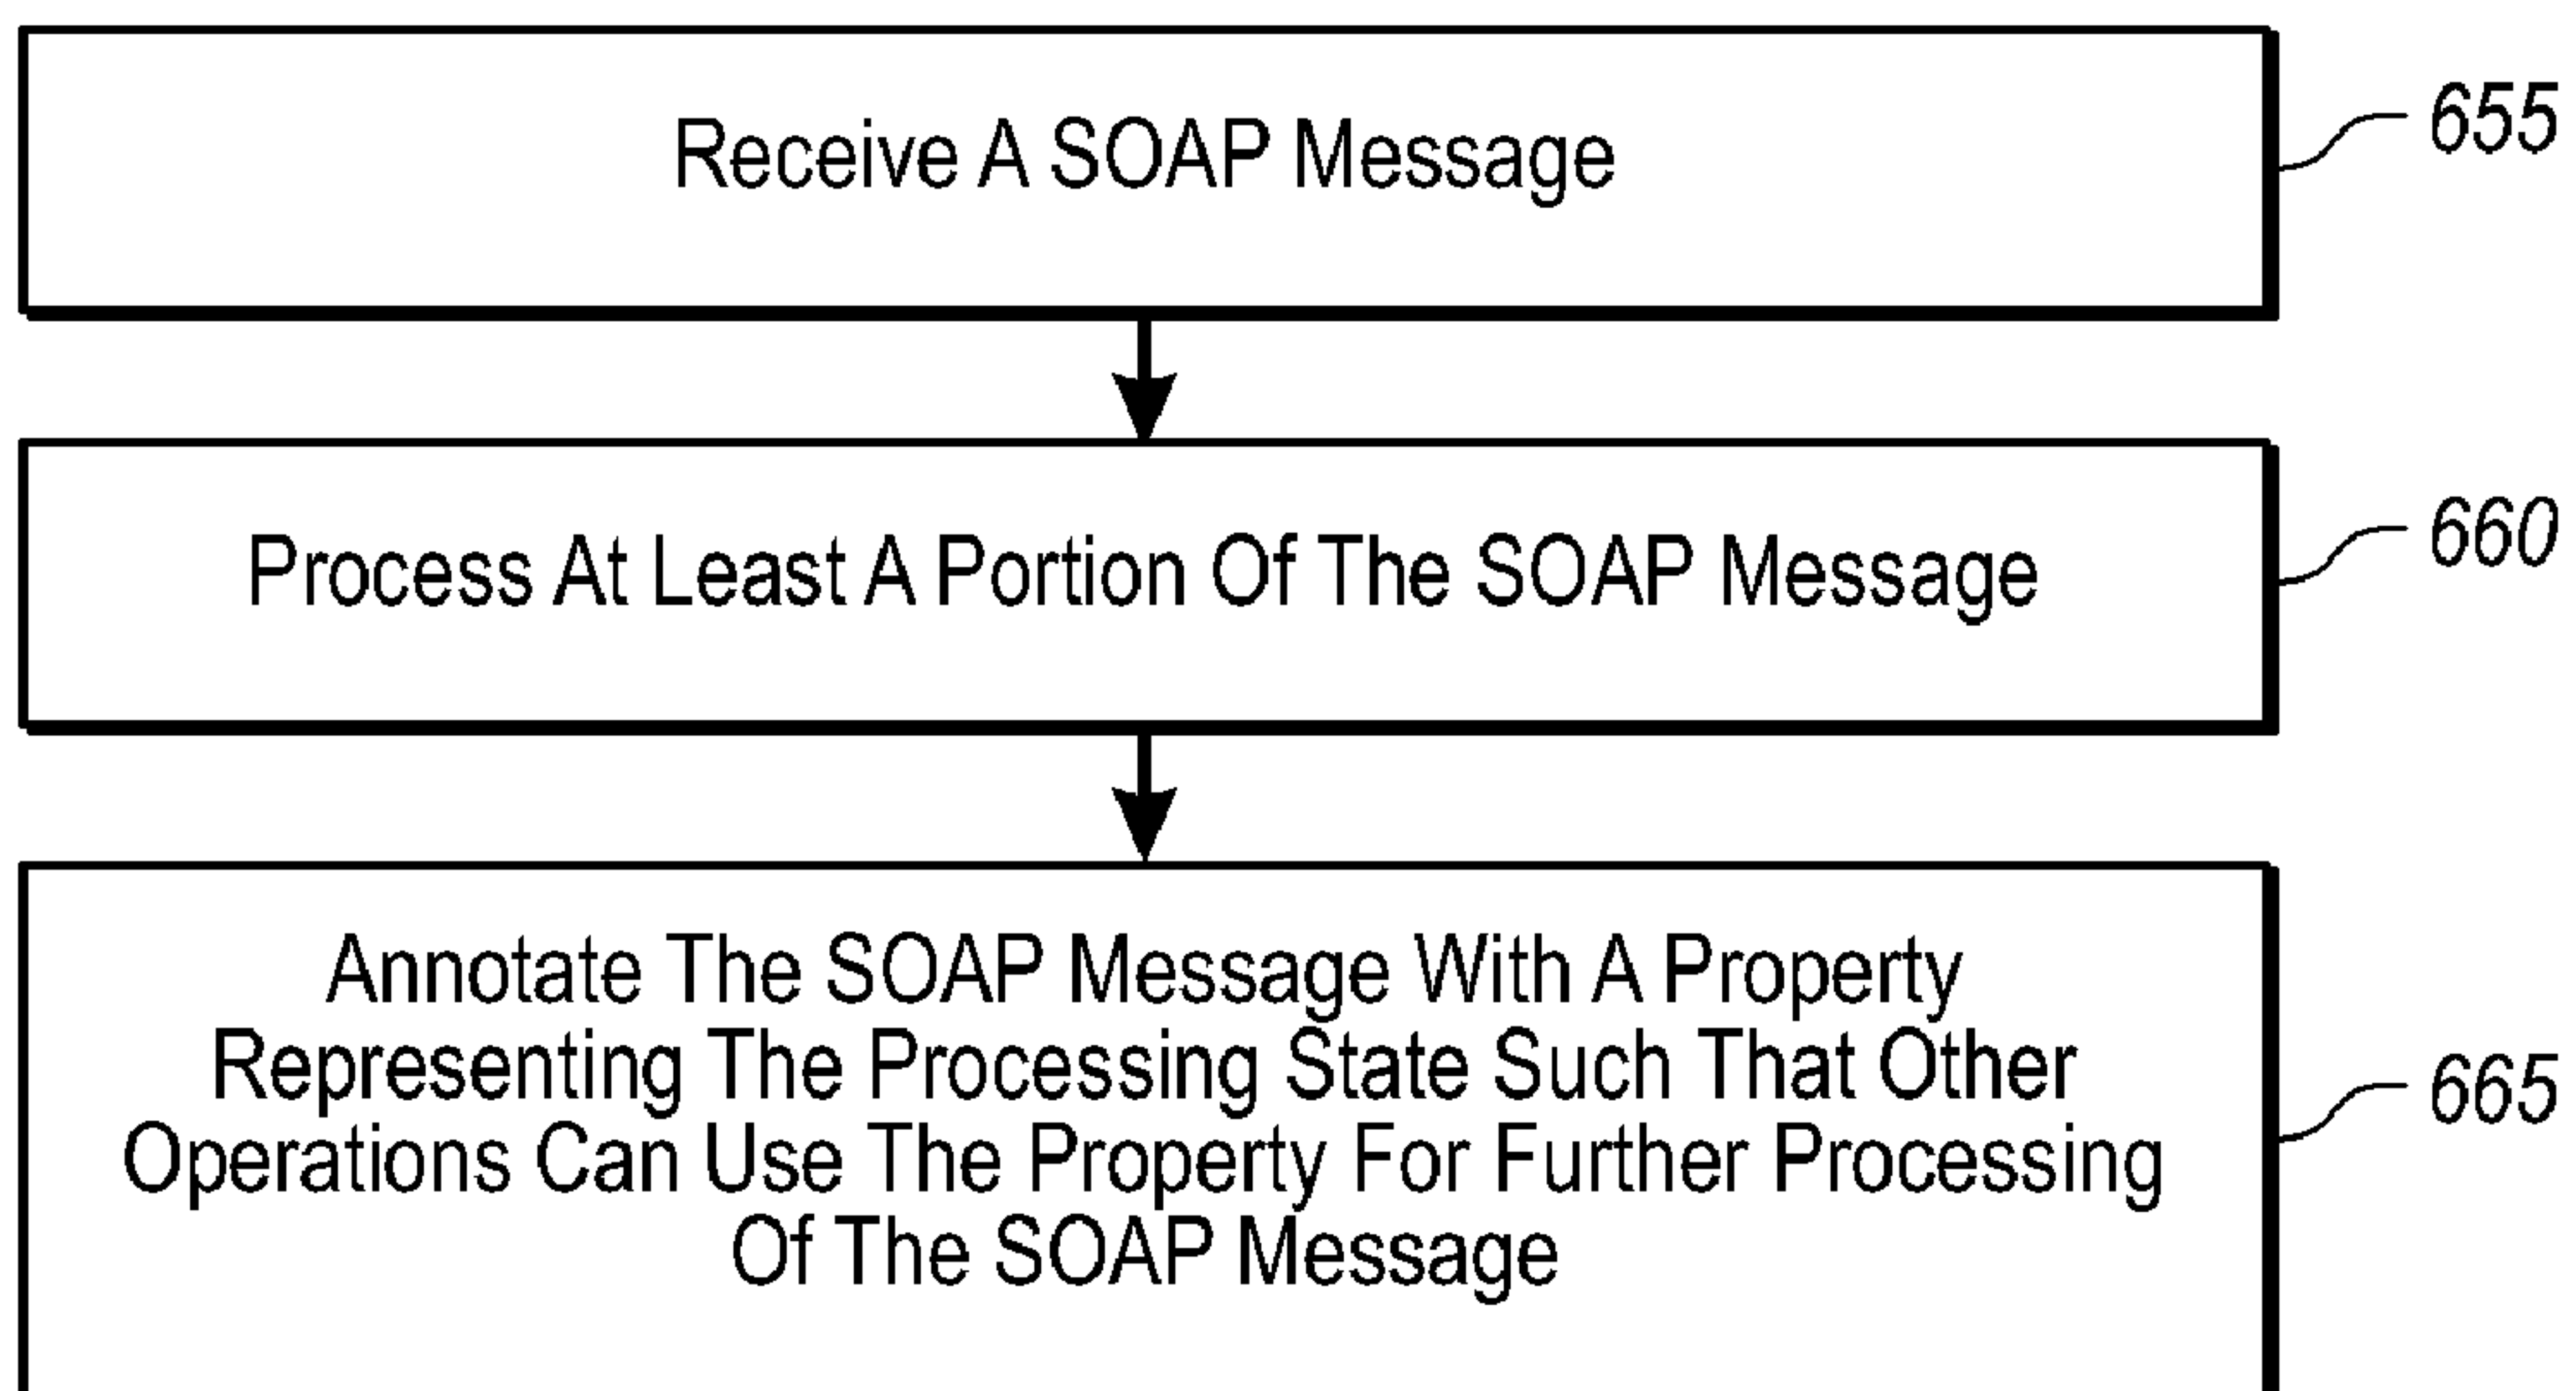 Receive A SOAP Message
655
Process At Least A Portion Of The SOAP Message
660
Annotate The SOAP Message With A Property
Representing The Processing State Such That Other
Operations Can Use The Property For Further Processing
Of The SOAP Message
665